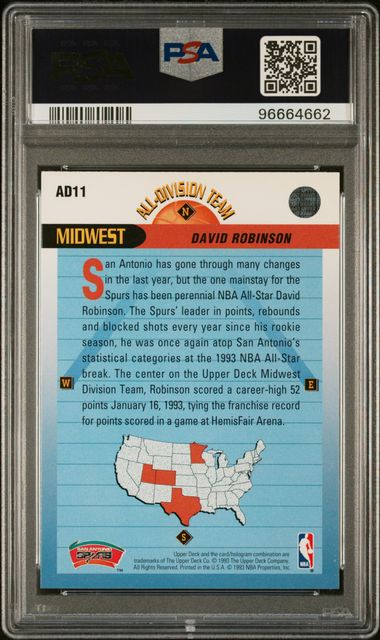 PSA
PSA
96664662
AD11
ALL-DIVISION TEAM
N
MIDWEST
DAVID ROBINSON
San Antonio has gone through many changes
in the last year, but the one mainstay for the
Spurs has been perennial NBA All-Star David
Robinson. The Spurs' leader in points, rebounds
and blocked shots every year since his rookie
season, he was once again atop San Antonio's
statistical categories at the 1993 NBA All-Star
break. The center on the Upper Deck Midwest
Division Team, Robinson scored a career-high 52
points January 16, 1993, tying the franchise record
for points scored in a game at HemisFair Arena.
W
E
S
SAN ANTONIO
SPURS
TM
Upper Deck and the card/hologram combination are
trademarks of The Upper Deck Co. © 1993 The Upper Deck Company.
All Rights Reserved. Printed in the U.S.A. © 1993 NBA Properties, Inc.
NBA